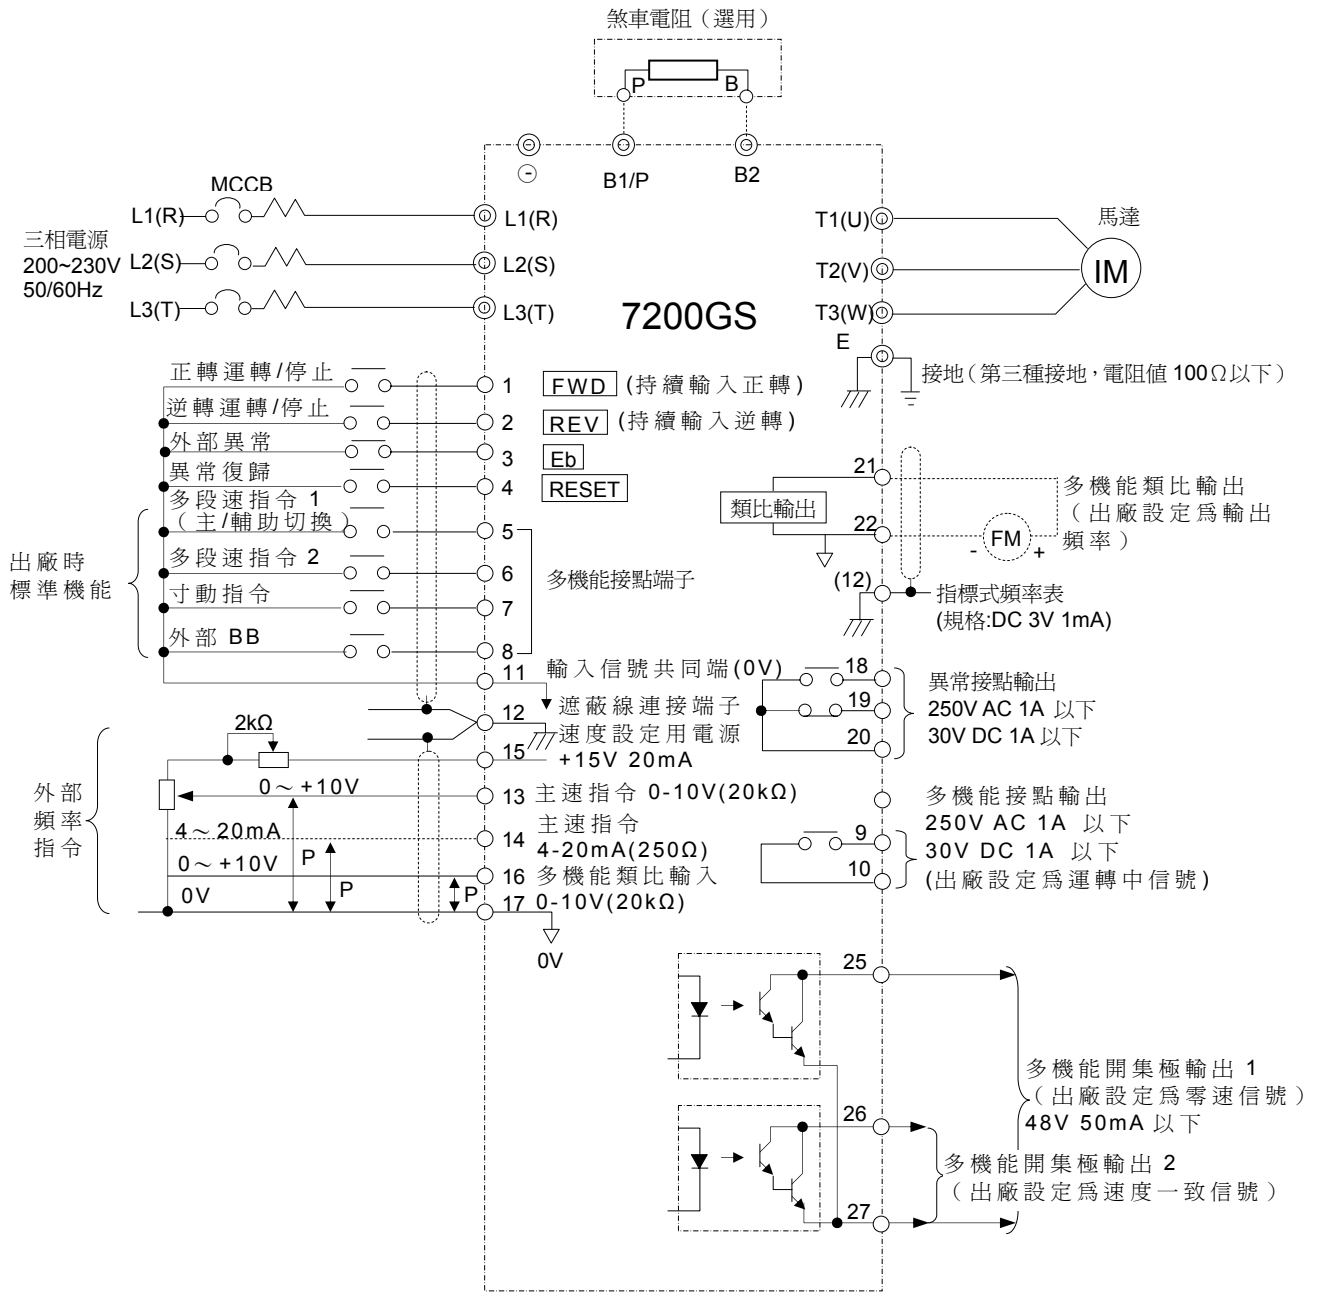 煞車電阻（選用）
P
B
⊖
B1/P
B2
MCCB
L1(R)
L1(R)
T1(U)
馬達
三相電源
200~230V
50/60Hz
L2(S)
L2(S)
T2(V)
IM
L3(T)
L3(T)
7200GS
T3(W)
E
接地（第三種接地，電阻值 100Ω以下）
正轉運轉/停止
1
FWD (持續輸入正轉)
逆轉運轉/停止
2
REV (持續輸入逆轉)
外部異常
3
Eb
異常復歸
4
RESET
多段速指令 1
（主/輔助切換）
5
多段速指令 2
6
寸動指令
7
外部 BB
8
出廠時
標準機能
多機能接點端子
11
輸入信號共同端(0V)
12
遮蔽線連接端子
速度設定用電源
15
+15V 20mA
2kΩ
0～+10V
13
主速指令 0-10V(20kΩ)
4～20mA
14
主速指令
4-20mA(250Ω)
0～+10V
16
多機能類比輸入
0-10V(20kΩ)
0V
17
P
P
P
0V
外部
頻率
指令
21
類比輸出
22
FM
-
+
多機能類比輸出
（出廠設定爲輸出
頻率）
(12)
指標式頻率表
(規格:DC 3V 1mA)
18
19
20
異常接點輸出
250V AC 1A 以下
30V DC 1A 以下
9
10
多機能接點輸出
250V AC 1A 以下
30V DC 1A 以下
(出廠設定爲運轉中信號)
25
多機能開集極輸出 1
（出廠設定爲零速信號）
48V 50mA 以下
26
多機能開集極輸出 2
（出廠設定爲速度一致信號）
27